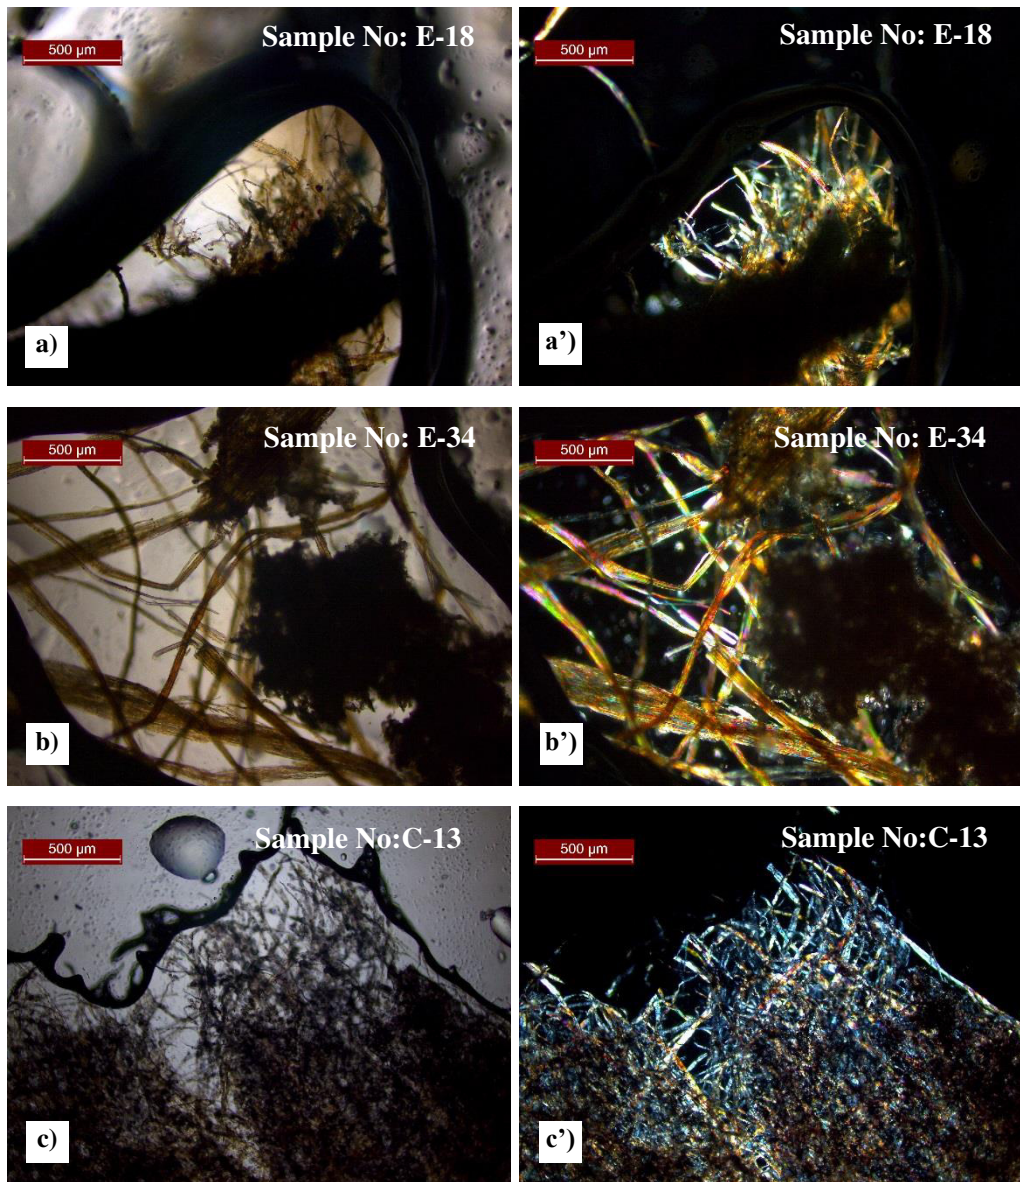 Sample No: E-18
500 µm
a)
Sample No: E-18
500 µm
a’)
Sample No: E-34
500 µm
b)
Sample No: E-34
500 µm
b’)
Sample No:C-13
500 µm
c)
Sample No:C-13
500 µm
c’)